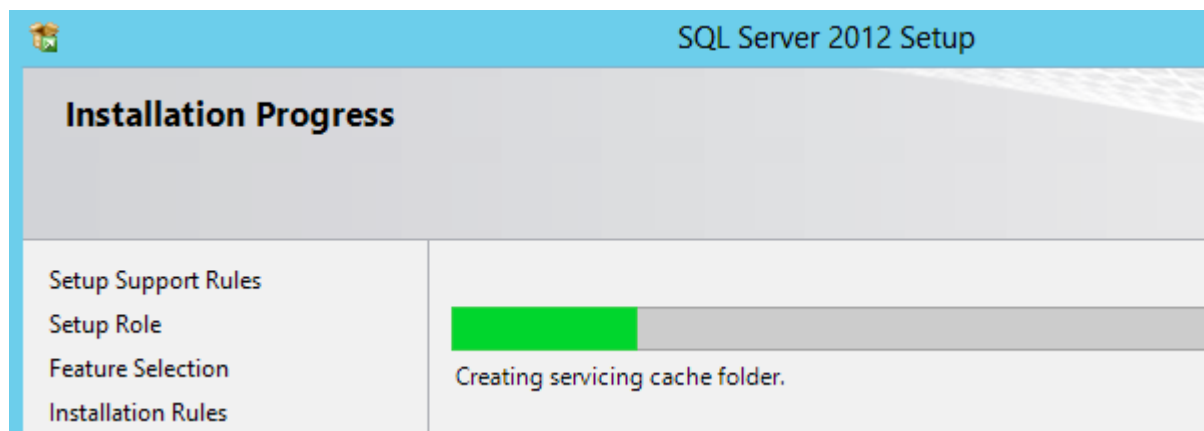 SQL Server 2012 Setup
Installation Progress
Setup Support Rules
Setup Role
Feature Selection
Installation Rules
Creating servicing cache folder.